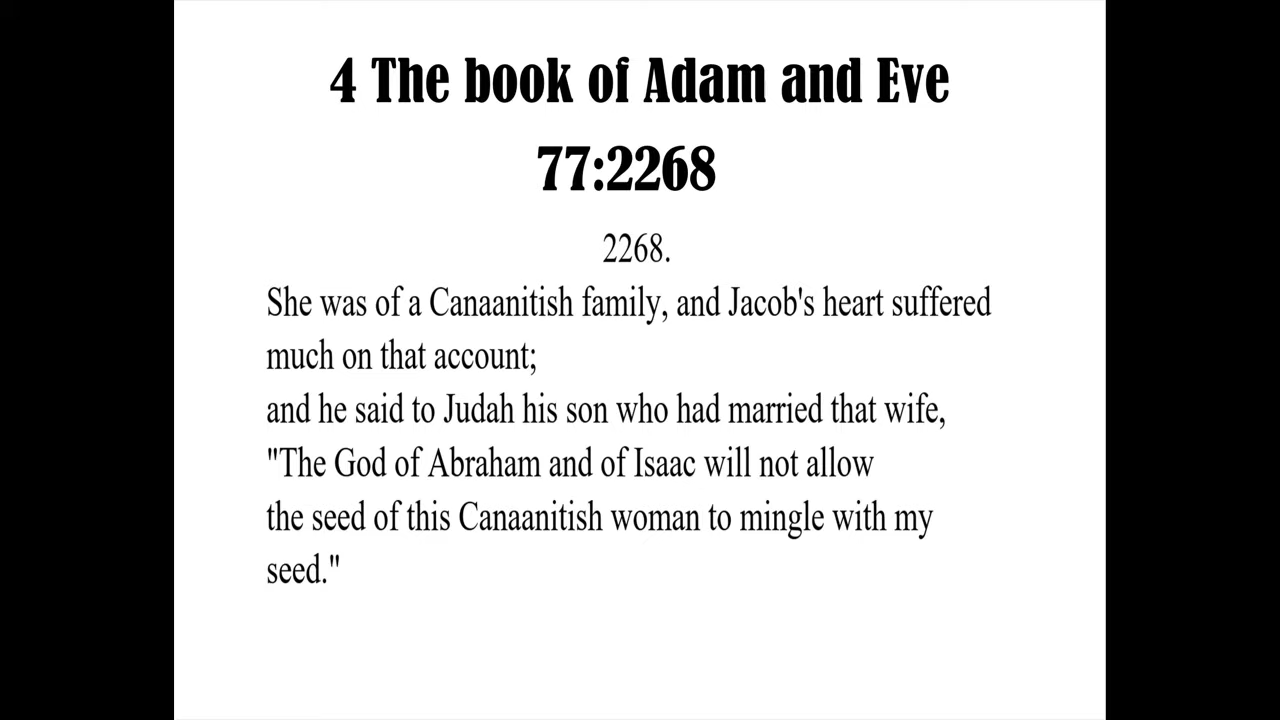 4 The book of Adam and Eve
77:2268
2268.
She was of a Canaanitish family, and Jacob's heart suffered
much on that account;
and he said to Judah his son who had married that wife,
"The God of Abraham and of Isaac will not allow
the seed of this Canaanitish woman to mingle with my
seed."